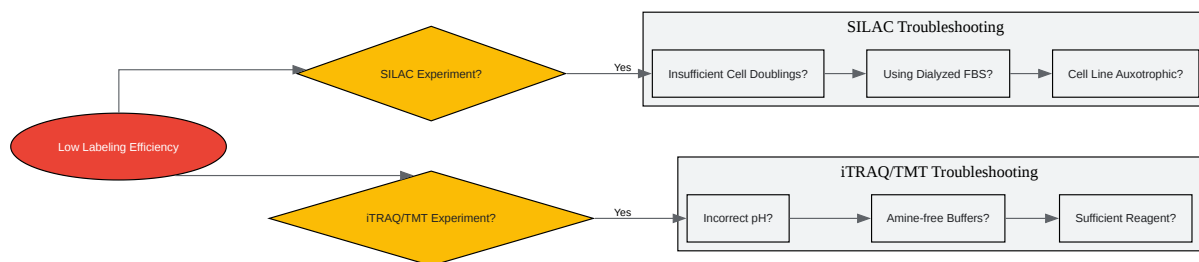 SILAC Troubleshooting
SILAC Experiment?
Yes
Insufficient Cell Doublings?
Using Dialyzed FBS?
Cell Line Auxotrophic?
Low Labeling Efficiency
iTRAQ/TMT Troubleshooting
iTRAQ/TMT Experiment?
Yes
Incorrect pH?
Amine-free Buffers?
Sufficient Reagent?